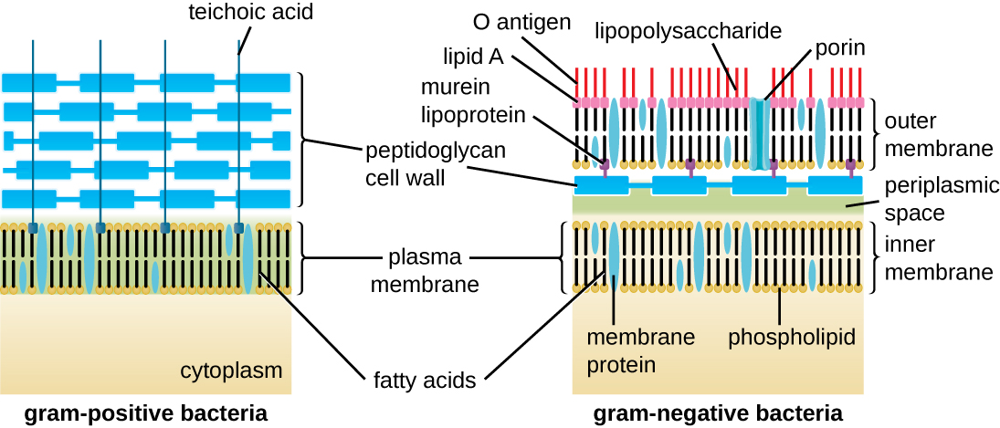 teichoic acid
O antigen
lipopolysaccharide
lipid A
porin
murein
lipoprotein
outer
membrane
peptidoglycan
cell wall
periplasmic
space
plasma
membrane
inner
membrane
membrane
protein
phospholipid
cytoplasm
fatty acids
gram-positive bacteria
gram-negative bacteria